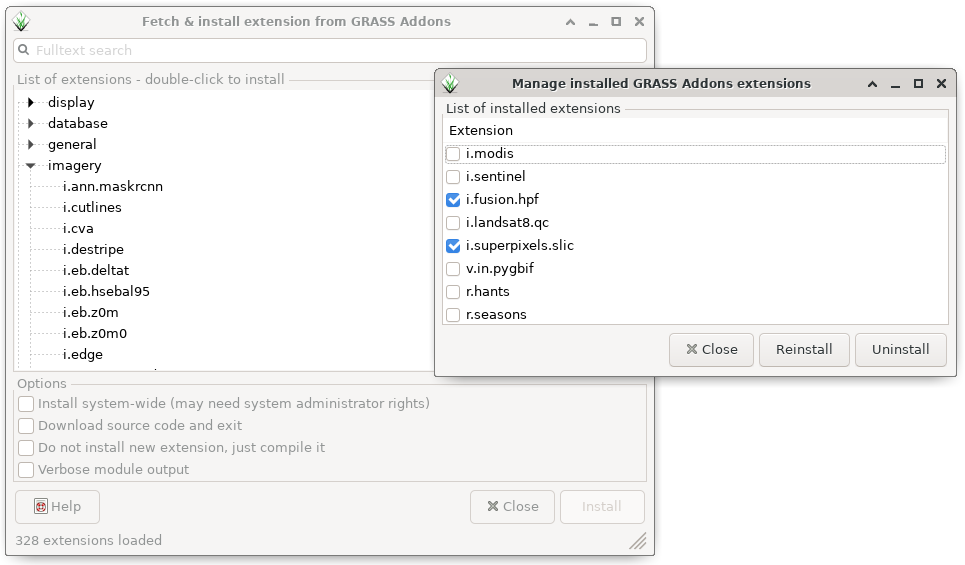 Fetch & install extension from GRASS Addons
Fulltext search
List of extensions - double-click to install
display
database
general
imagery
i.ann.maskrcnn
i.cutlines
i.cva
i.destripe
i.eb.deltat
i.eb.hsebal95
i.eb.z0m
i.eb.z0m0
i.edge
Options
Install system-wide (may need system administrator rights)
Download source code and exit
Do not install new extension, just compile it
Verbose module output
Help
Close
Install
328 extensions loaded
Manage installed GRASS Addons extensions
List of installed extensions
Extension
i.modis
i.sentinel
i.fusion.hpf
i.landsat8.qc
i.superpixels.slic
v.in.pygbif
r.hants
r.seasons
Close
Reinstall
Uninstall